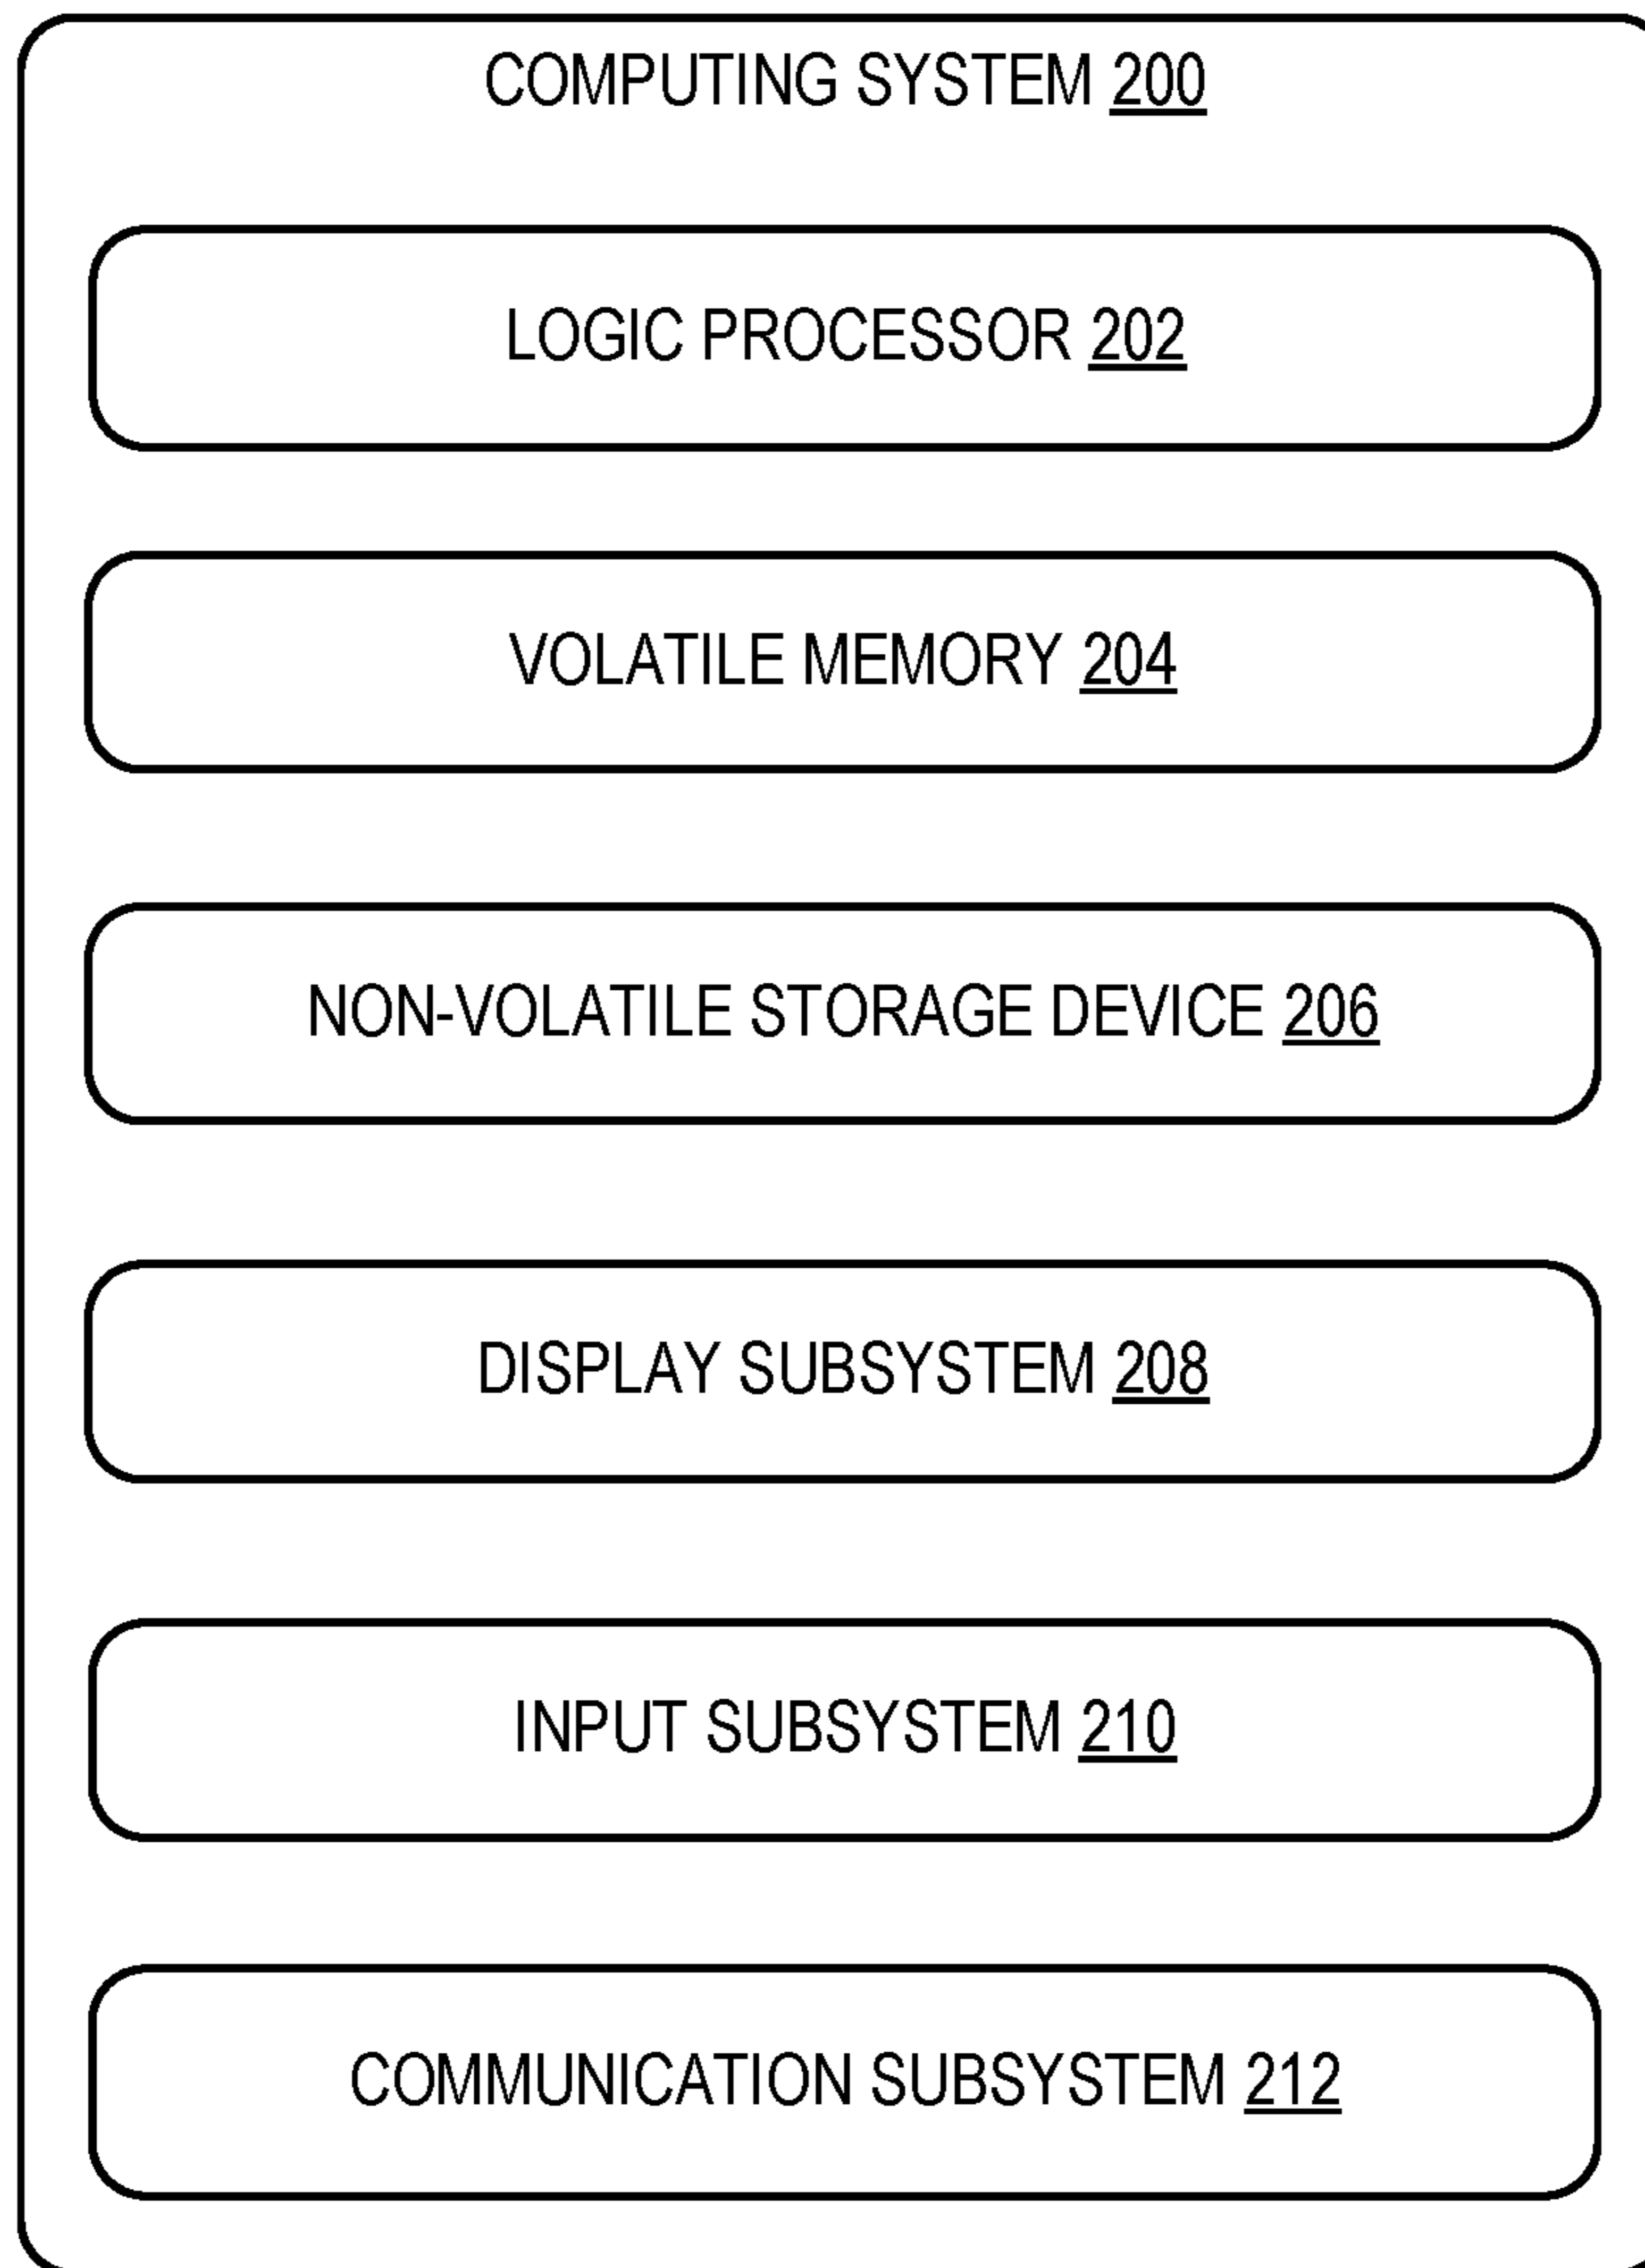 COMPUTING SYSTEM 200
LOGIC PROCESSOR 202
VOLATILE MEMORY 204
NON-VOLATILE STORAGE DEVICE 206
DISPLAY SUBSYSTEM 208
INPUT SUBSYSTEM 210
COMMUNICATION SUBSYSTEM 212